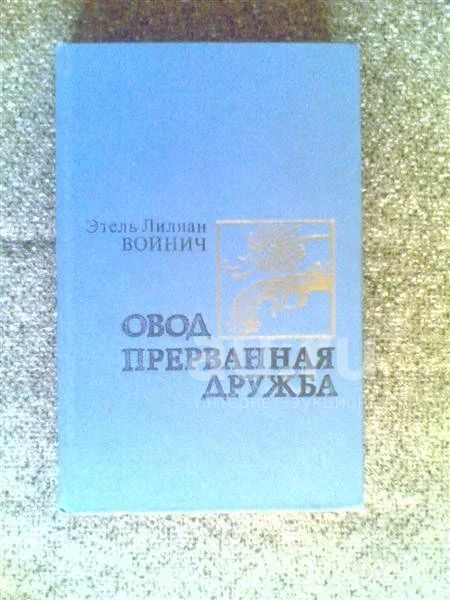 Этель Лилиан
ВОЙНИЧ
ОВОД
ПРЕРВАННАЯ
ДРУЖБА